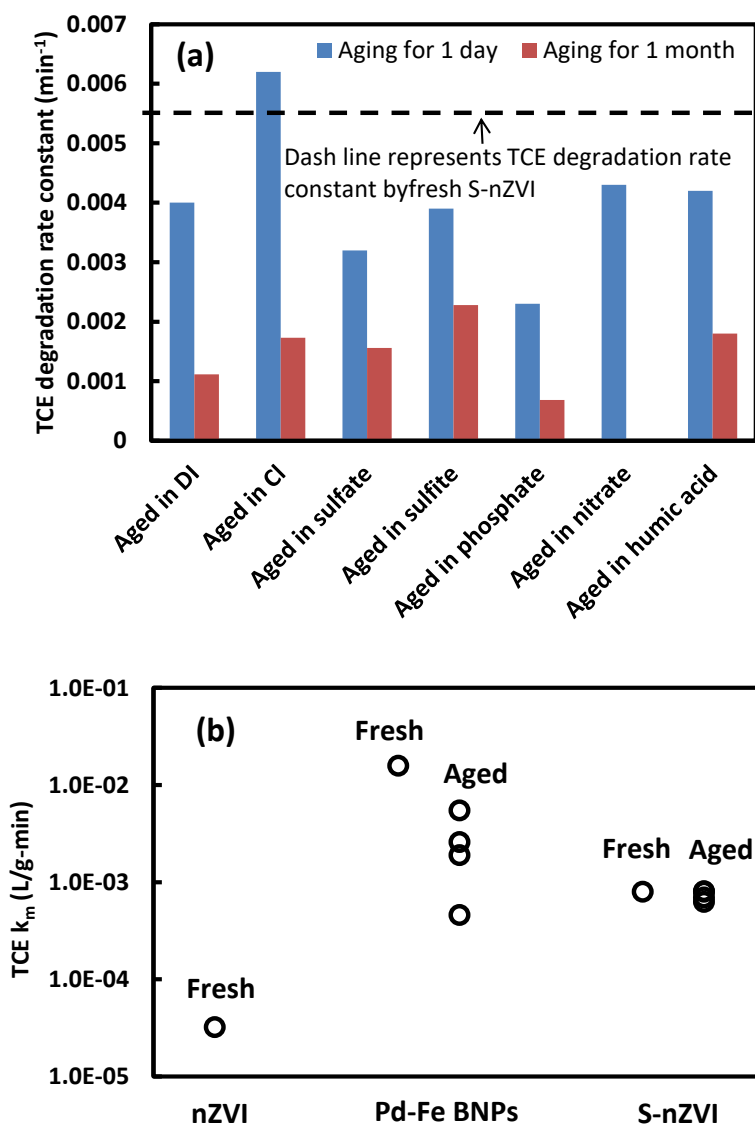 (a)
Aging for 1 day
Aging for 1 month
TCE degradation rate constant (min⁻¹)
0.007
0.006
0.005
0.004
0.003
0.002
0.001
0
Dash line represents TCE degradation rate
constant byfresh S-nZVI
Aged in DI
Aged in Cl
Aged in sulfate
Aged in sulfite
Aged in phosphate
Aged in nitrate
Aged in humic acid
(b)
TCE kₘ (L/g-min)
1.0E-01
1.0E-02
1.0E-03
1.0E-04
1.0E-05
Fresh
Aged
Fresh
Aged
Fresh
nZVI
Pd-Fe BNPs
S-nZVI